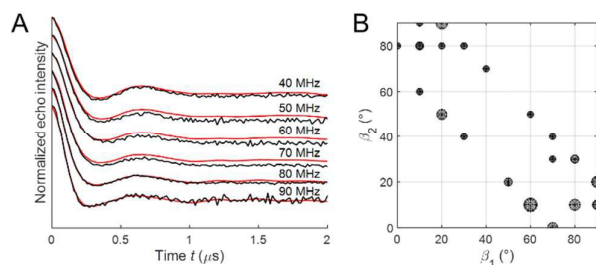 A
Normalized echo intensity
40 MHz
50 MHz
60 MHz
70 MHz
80 MHz
90 MHz
0 0.5 1 1.5 2
Time t (μs)
B
β2 (°)
80
60
40
20
0
0 20 40 60 80
β1 (°)